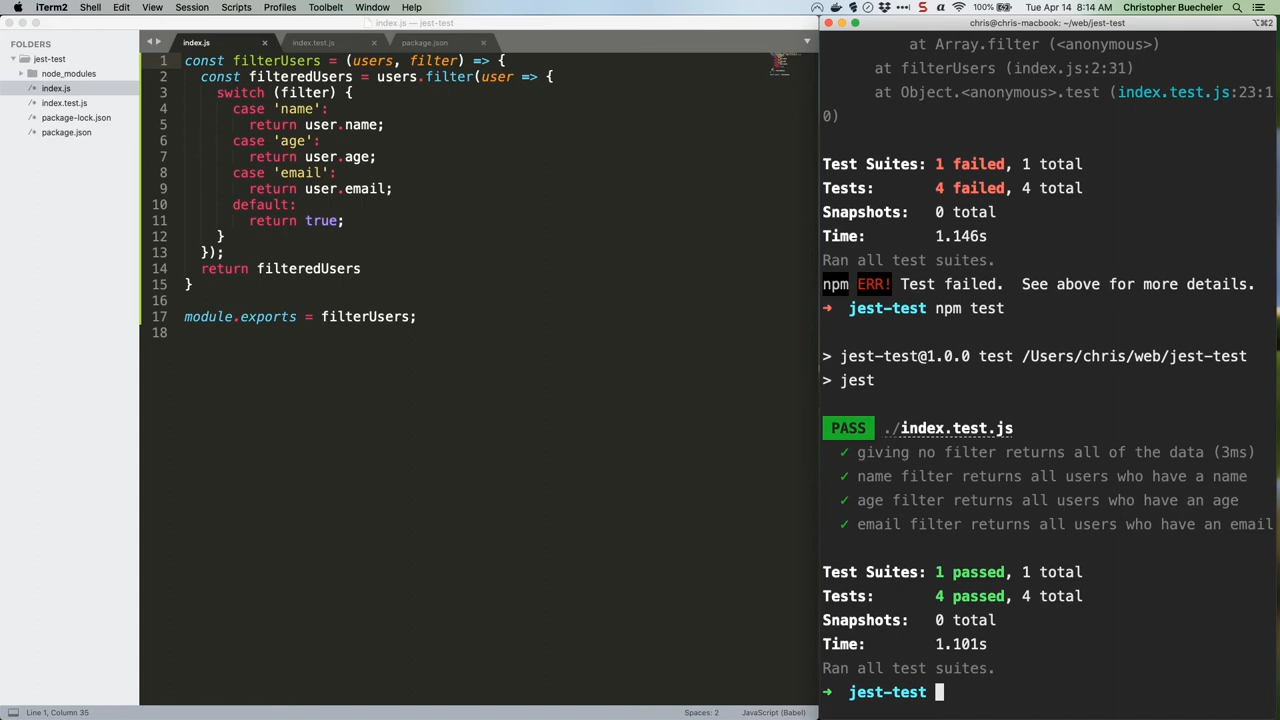 iTerm2 Shell Edit View Session Scripts Profiles Toolbelt Window Help 100% Tue Apr 14 8:14 AM Christopher Buecheler
index.js — jest-test
chris@chris-macbook: ~/web/jest-test ⌥⌘2
FOLDERS
jest-test
node_modules
index.js
index.test.js
package-lock.json
package.json
index.js index.test.js package.json
1 const filterUsers = (users, filter) => {
2 const filteredUsers = users.filter(user => {
3 switch (filter) {
4 case 'name':
5 return user.name;
6 case 'age':
7 return user.age;
8 case 'email':
9 return user.email;
10 default:
11 return true;
12 }
13 });
14 return filteredUsers
15 }
16
17 module.exports = filterUsers;
18
at Array.filter (<anonymous>)
at filterUsers (index.js:2:31)
at Object.<anonymous>.test (index.test.js:23:1
0)
Test Suites: 1 failed, 1 total
Tests: 4 failed, 4 total
Snapshots: 0 total
Time: 1.146s
Ran all test suites.
npm ERR! Test failed. See above for more details.
➜ jest-test npm test
> jest-test@1.0.0 test /Users/chris/web/jest-test
> jest
PASS ./index.test.js
✓ giving no filter returns all of the data (3ms)
✓ name filter returns all users who have a name
✓ age filter returns all users who have an age
✓ email filter returns all users who have an email
Test Suites: 1 passed, 1 total
Tests: 4 passed, 4 total
Snapshots: 0 total
Time: 1.101s
Ran all test suites.
➜ jest-test
Line 1, Column 35 Spaces: 2 JavaScript (Babel)